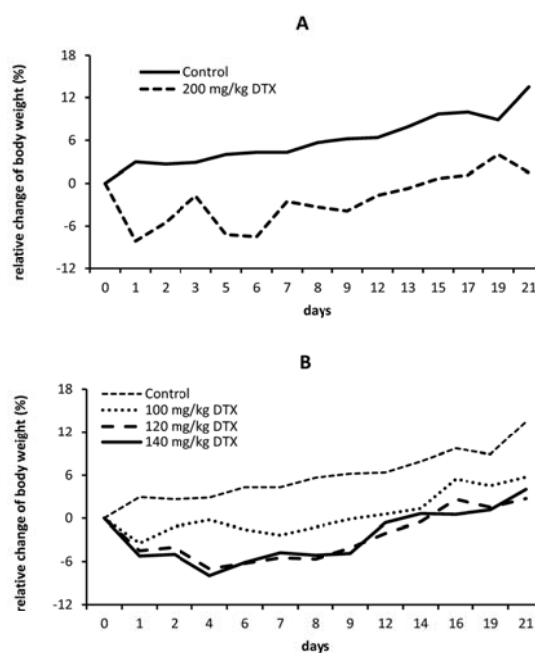 A
relative change of body weight (%)
18
12
6
0
-6
-12
Control
200 mg/kg DTX
0 1 2 3 5 6 7 8 9 12 13 15 17 19 21
days
B
relative change of body weight (%)
18
12
6
0
-6
-12
Control
100 mg/kg DTX
120 mg/kg DTX
140 mg/kg DTX
0 1 2 4 6 7 8 9 12 14 16 19 21
days